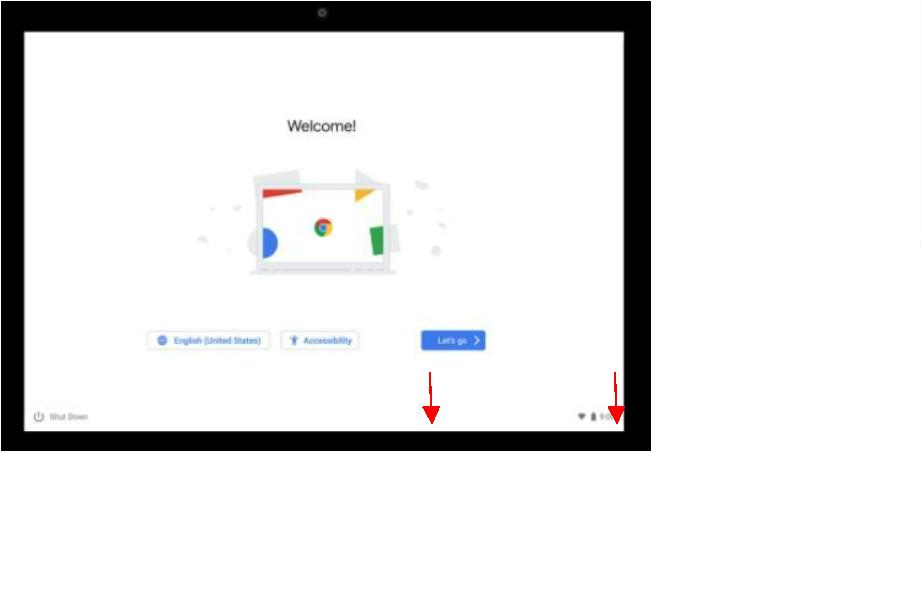 Welcome!
English (United States)
Accessibility
Let's go
Shut Down